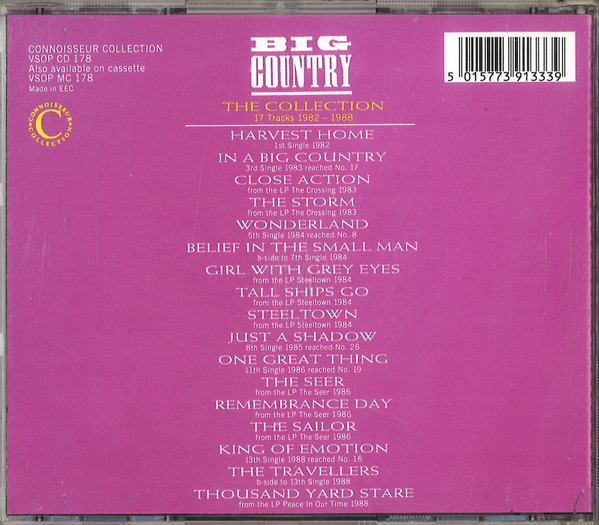 CONNOISSEUR COLLECTION
VSOP CD 178
Also available on cassette
VSOP MC 178
Made in EEC
CONNOISSEUR COLLECTION
C
BIG
COUNTRY
5 015773 913339
THE COLLECTION
17 Tracks 1982 - 1988
HARVEST HOME
1st Single 1982
IN A BIG COUNTRY
3rd Single 1983 reached No. 17
CLOSE ACTION
from the LP The Crossing 1983
THE STORM
from the LP The Crossing 1983
WONDERLAND
5th Single 1984 reached No. 8
BELIEF IN THE SMALL MAN
b-side to 7th Single 1984
GIRL WITH GREY EYES
from the LP Steeltown 1984
TALL SHIPS GO
from the LP Steeltown 1984
STEELTOWN
from the LP Steeltown 1984
JUST A SHADOW
8th Single 1985 reached No. 26
ONE GREAT THING
11th Single 1986 reached No. 19
THE SEER
from the LP The Seer 1986
REMEMBRANCE DAY
from the LP The Seer 1986
THE SAILOR
from the LP The Seer 1986
KING OF EMOTION
13th Single 1988 reached No. 16
THE TRAVELLERS
b-side to 13th Single 1988
THOUSAND YARD STARE
from the LP Peace In Our Time 1988